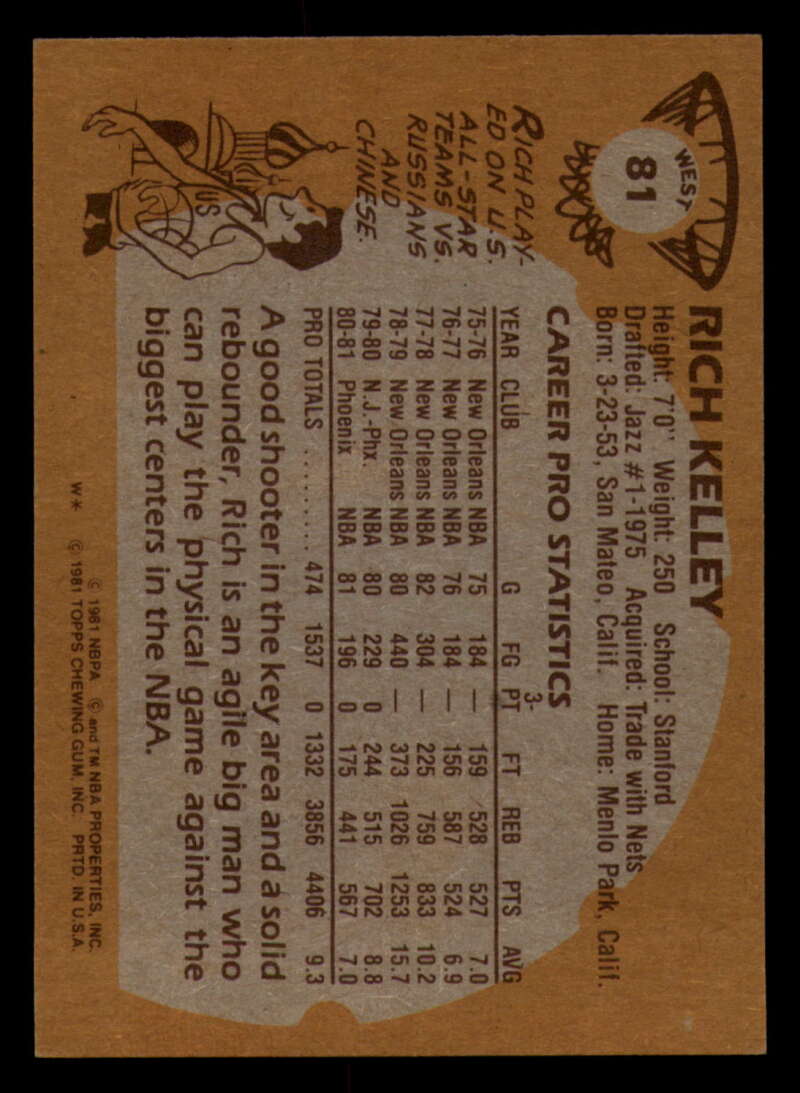 WEST
81
RICH KELLEY
Height: 7'0" Weight: 250 School: Stanford
Drafted: Jazz #1-1975 Acquired: Trade with Nets
Born: 3-23-53, San Mateo, Calif. Home: Menlo Park, Calif.
RICH PLAY-
ED ON U.S.
ALL-STAR
TEAMS VS.
RUSSIANS
AND
CHINESE.
US
CAREER PRO STATISTICS
YEAR CLUB G FG 3-PT FT REB PTS AVG
75-76 New Orleans NBA 75 184 — 159 528 527 7.0
76-77 New Orleans NBA 76 184 — 156 587 524 6.9
77-78 New Orleans NBA 82 304 — 225 759 833 10.2
78-79 New Orleans NBA 80 440 — 373 1026 1253 15.7
79-80 N.J.-Phx. NBA 80 229 0 244 515 702 8.8
80-81 Phoenix NBA 81 196 0 175 441 567 7.0
PRO TOTALS ......... 474 1537 0 1332 3856 4406 9.3
A good shooter in the key area and a solid
rebounder, Rich is an agile big man who
can play the physical game against the
biggest centers in the NBA.
© 1981 NBPA © and TM NBA PROPERTIES, INC.
W* © 1981 TOPPS CHEWING GUM, INC. PRTD. IN U.S.A.